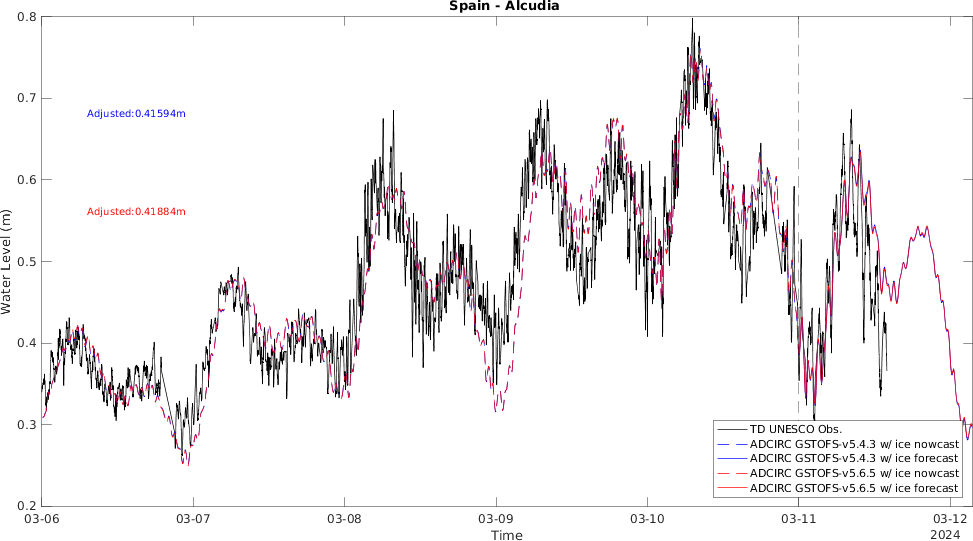 Spain - Alcudia
0.8
0.7
0.6
0.5
0.4
0.3
0.2
Water Level (m)
Adjusted:0.41594m
Adjusted:0.41884m
TD UNESCO Obs.
ADCIRC GSTOFS-v5.4.3 w/ ice nowcast
ADCIRC GSTOFS-v5.4.3 w/ ice forecast
ADCIRC GSTOFS-v5.6.5 w/ ice nowcast
ADCIRC GSTOFS-v5.6.5 w/ ice forecast
03-06 03-07 03-08 03-09 03-10 03-11 03-12
Time 2024